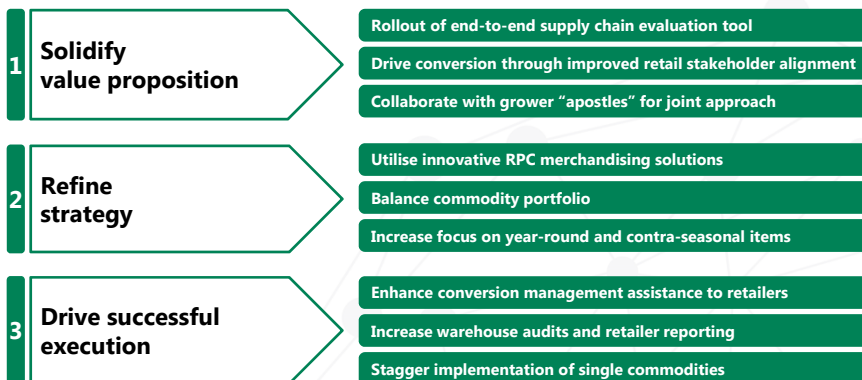 1
Solidify
value proposition
Rollout of end-to-end supply chain evaluation tool
Drive conversion through improved retail stakeholder alignment
Collaborate with grower “apostles” for joint approach
2
Refine
strategy
Utilise innovative RPC merchandising solutions
Balance commodity portfolio
Increase focus on year-round and contra-seasonal items
3
Drive successful
execution
Enhance conversion management assistance to retailers
Increase warehouse audits and retailer reporting
Stagger implementation of single commodities